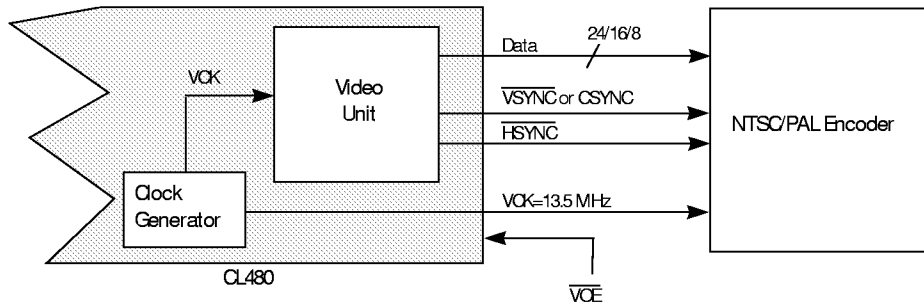 Data
24/16/8
VCK
Video
Unit
VSYNC or CSYNC
HSYNC
NTSC/PAL Encoder
Clock
Generator
VCK=13.5 MHz
CL480
VOE